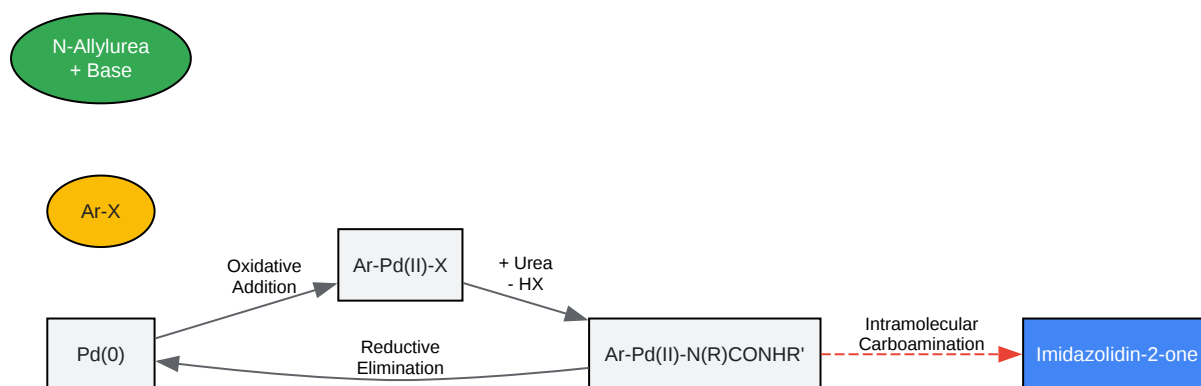 N-Allylurea
+ Base
Ar-X
Oxidative
Addition
Ar-Pd(II)-X
+ Urea
- HX
Pd(0)
Reductive
Elimination
Ar-Pd(II)-N(R)CONHR'
Intramolecular
Carboamination
Imidazolidin-2-one